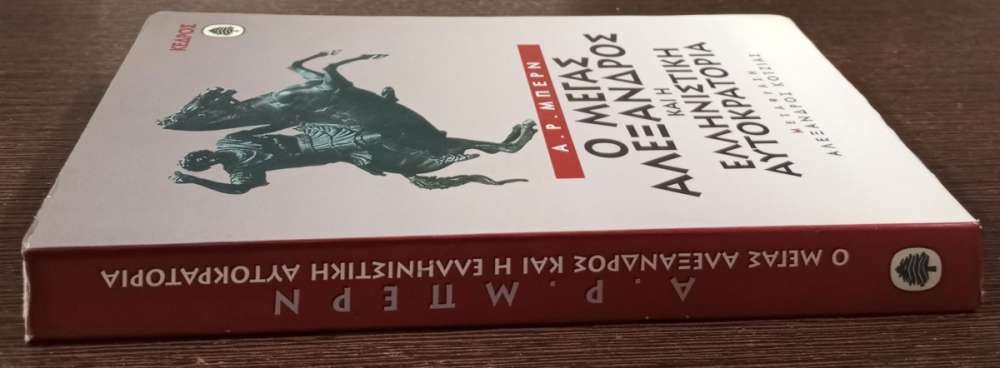 Α.Ρ.ΜΠΕΡΝ
Ο ΜΕΓΑΣ
ΑΛΕΞΑΝΔΡΟΣ
ΚΑΙ Η
ΕΛΛΗΝΙΣΤΙΚΗ
ΑΥΤΟΚΡΑΤΟΡΙΑ
ΜΕΤΑΦΡΑΣΗ
ΑΛΕΞΑΝΔΡΟΣ ΚΟΤΖΙΑΣ
ΚΕΔΡΟΣ
Α.Ρ.ΜΠΕΡΝ
Ο ΜΕΓΑΣ ΑΛΕΞΑΝΔΡΟΣ ΚΑΙ Η ΕΛΛΗΝΙΣΤΙΚΗ ΑΥΤΟΚΡΑΤΟΡΙΑ